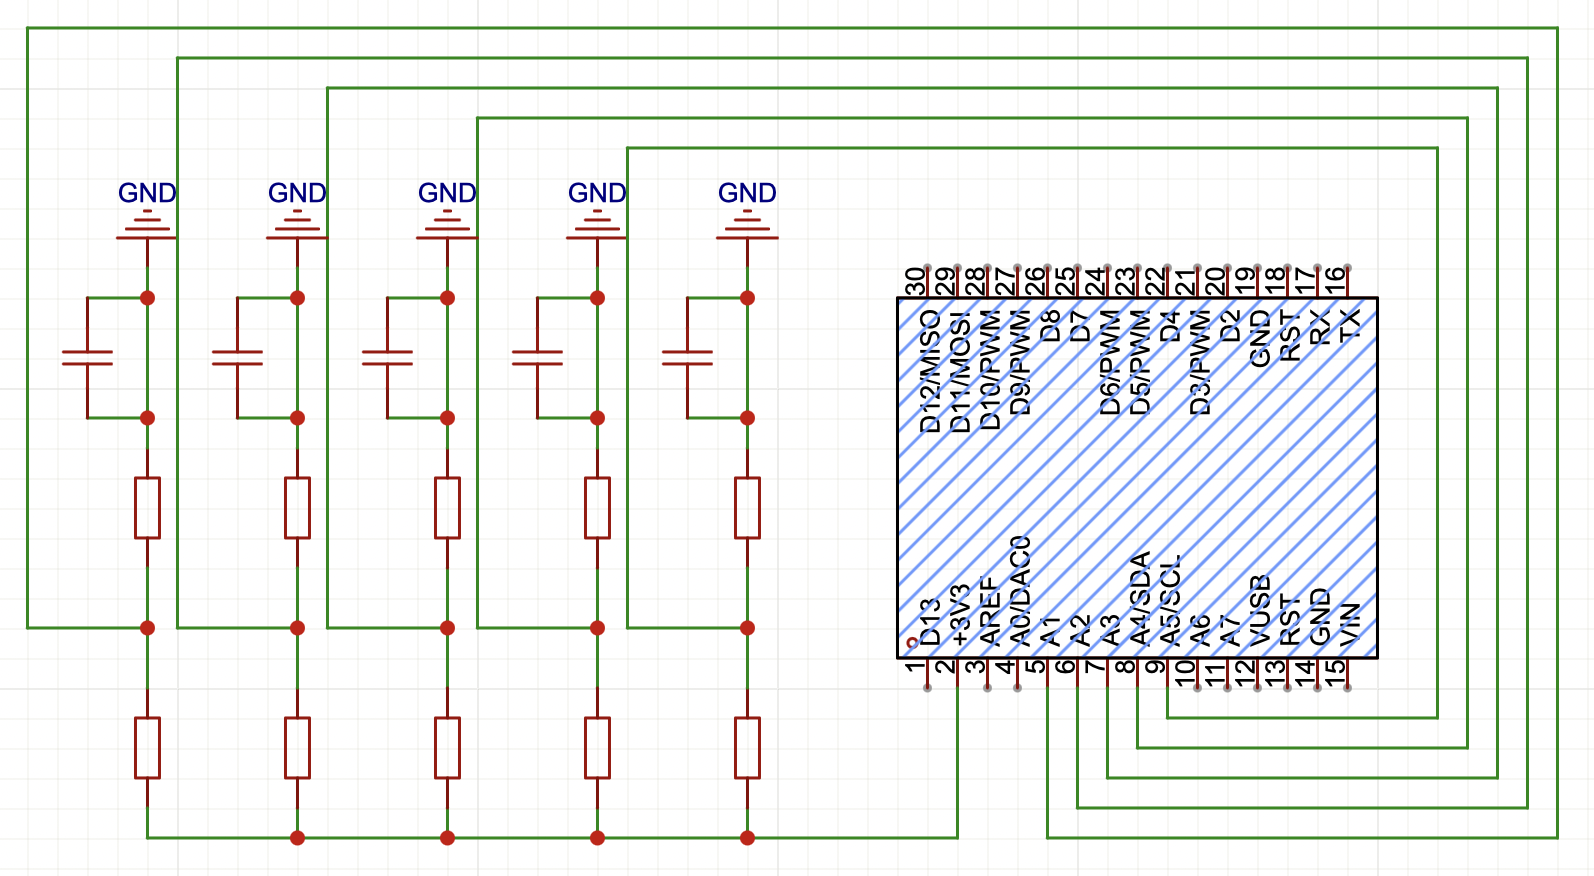 GND GND GND GND GND
30 29 28 27 26 25 24 23 22 21 20 19 18 17 16
D12/MISO D11/MOSI D10/PWM D9/PWM D8 D7 D6/PWM D5/PWM D4 D3/PWM D2 GND RST RX TX
D13 +3V3 AREF A0/DAC0 A1 A2 A3 A4/SDA A5/SCL A6 A7 VUSB RST GND VIN
1 2 3 4 5 6 7 8 9 10 11 12 13 14 15